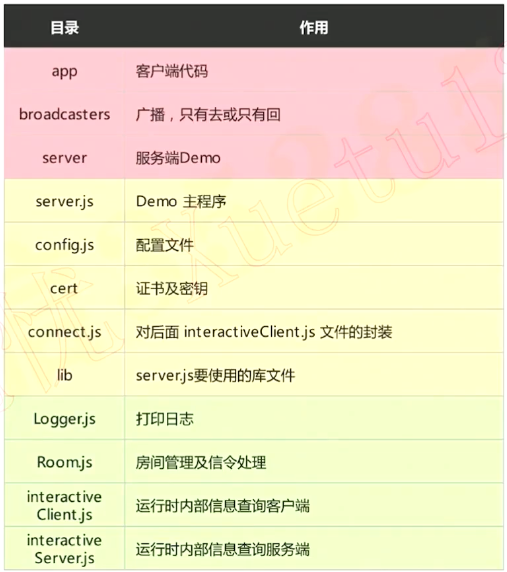 目录 作用
app 客户端代码
broadcasters 广播，只有去或只有回
server 服务端Demo
server.js Demo 主程序
config.js 配置文件
cert 证书及密钥
connect.js 对后面 interactiveClient.js 文件的封装
lib server.js要使用的库文件
Logger.js 打印日志
Room.js 房间管理及信令处理
interactive
Client.js 运行时内部信息查询客户端
interactive
Server.js 运行时内部信息查询服务端